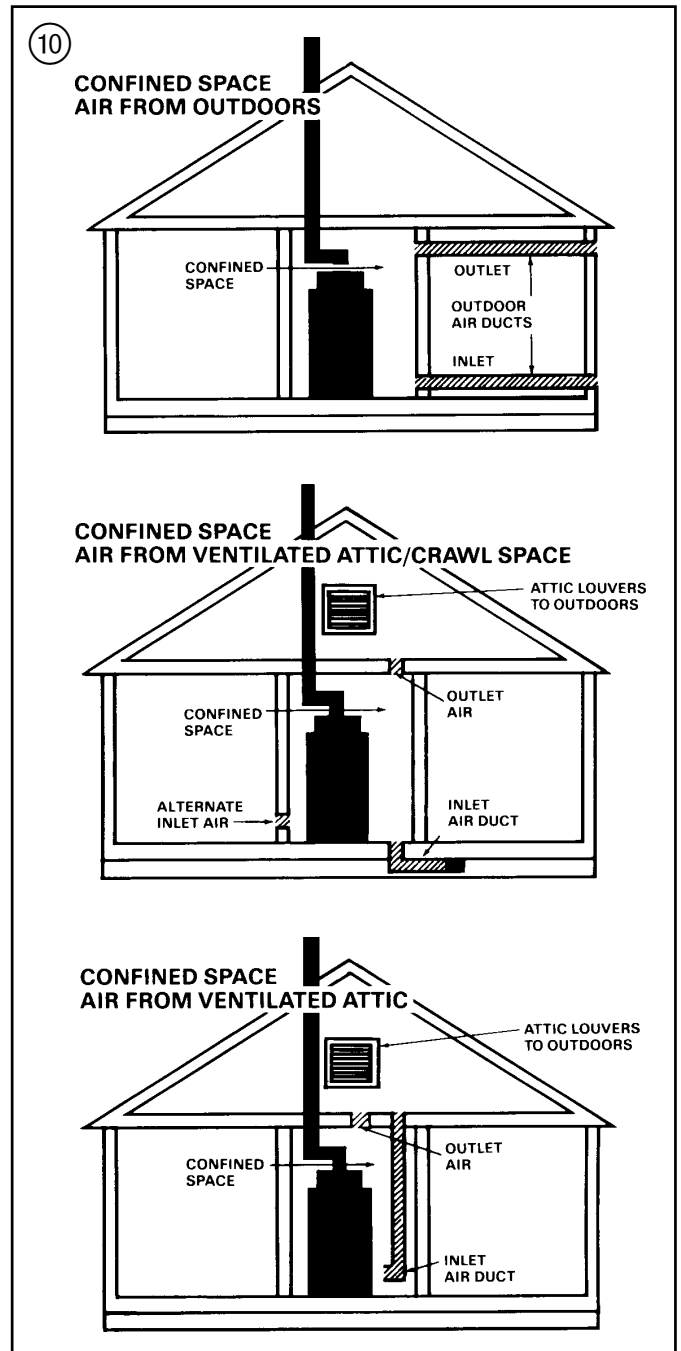 10
CONFINED SPACE
AIR FROM OUTDOORS
CONFINED
SPACE
OUTLET
OUTDOOR
AIR DUCTS
INLET
CONFINED SPACE
AIR FROM VENTILATED ATTIC/CRAWL SPACE
ATTIC LOUVERS
TO OUTDOORS
OUTLET
AIR
CONFINED
SPACE
ALTERNATE
INLET AIR
INLET
AIR DUCT
CONFINED SPACE
AIR FROM VENTILATED ATTIC
ATTIC LOUVERS
TO OUTDOORS
OUTLET
AIR
CONFINED
SPACE
INLET
AIR DUCT